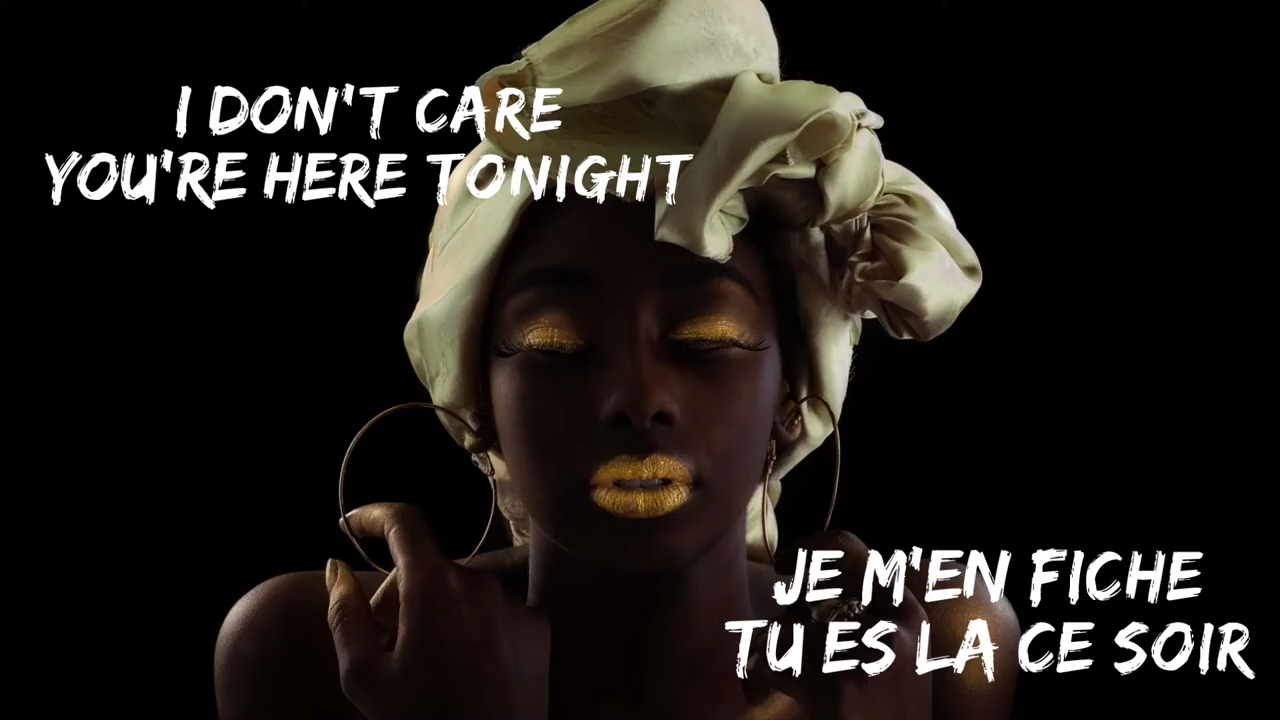 I DON'T CARE
YOU'RE HERE TONIGHT
JE M'EN FICHE
TU ES LA CE SOIR